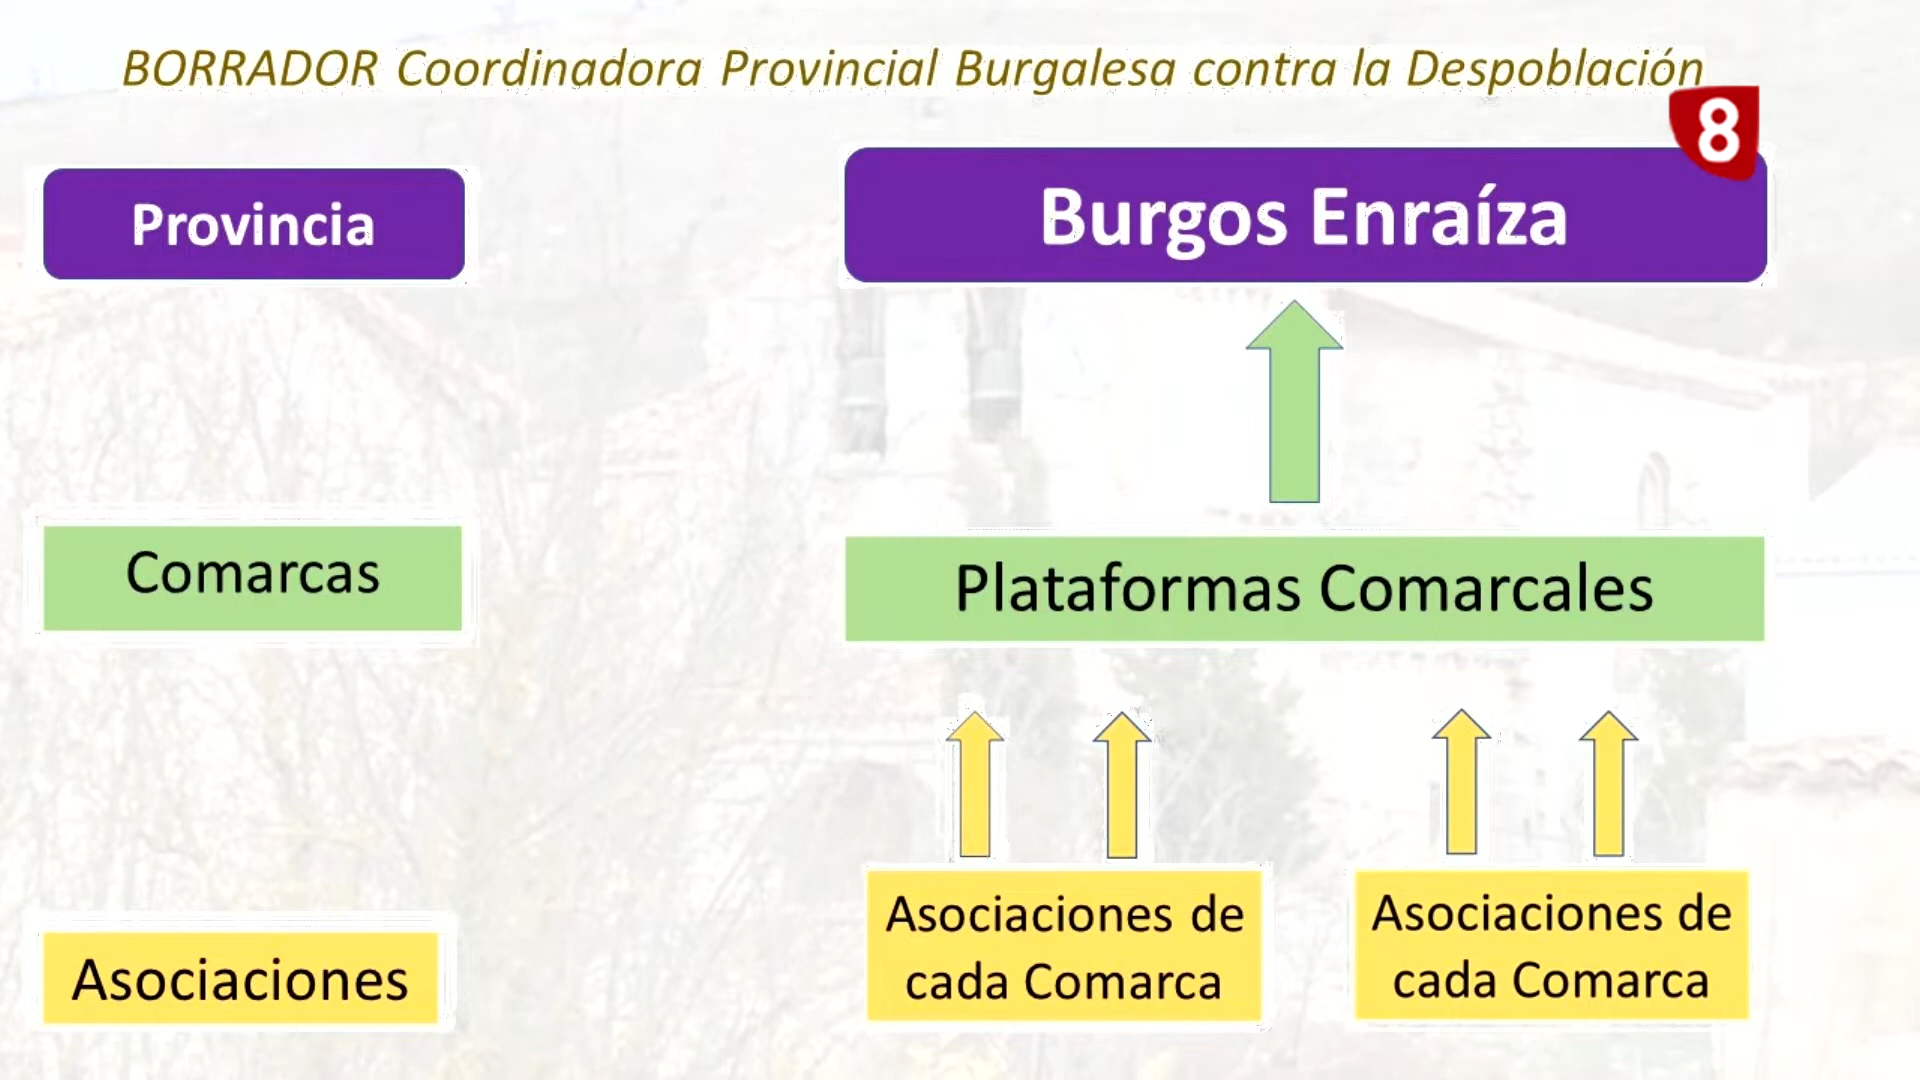 BORRADOR Coordinadora Provincial Burgalesa contra la Despoblación
8
Provincia
Burgos Enraíza
Comarcas
Plataformas Comarcales
Asociaciones
Asociaciones de
cada Comarca
Asociaciones de
cada Comarca